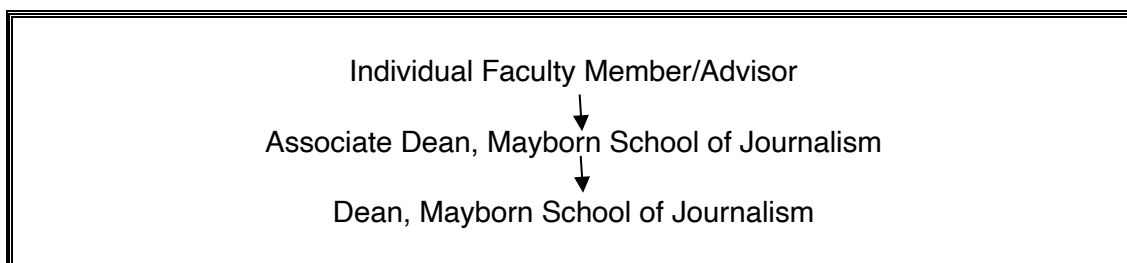 Individual Faculty Member/Advisor
Associate Dean, Mayborn School of Journalism
Dean, Mayborn School of Journalism